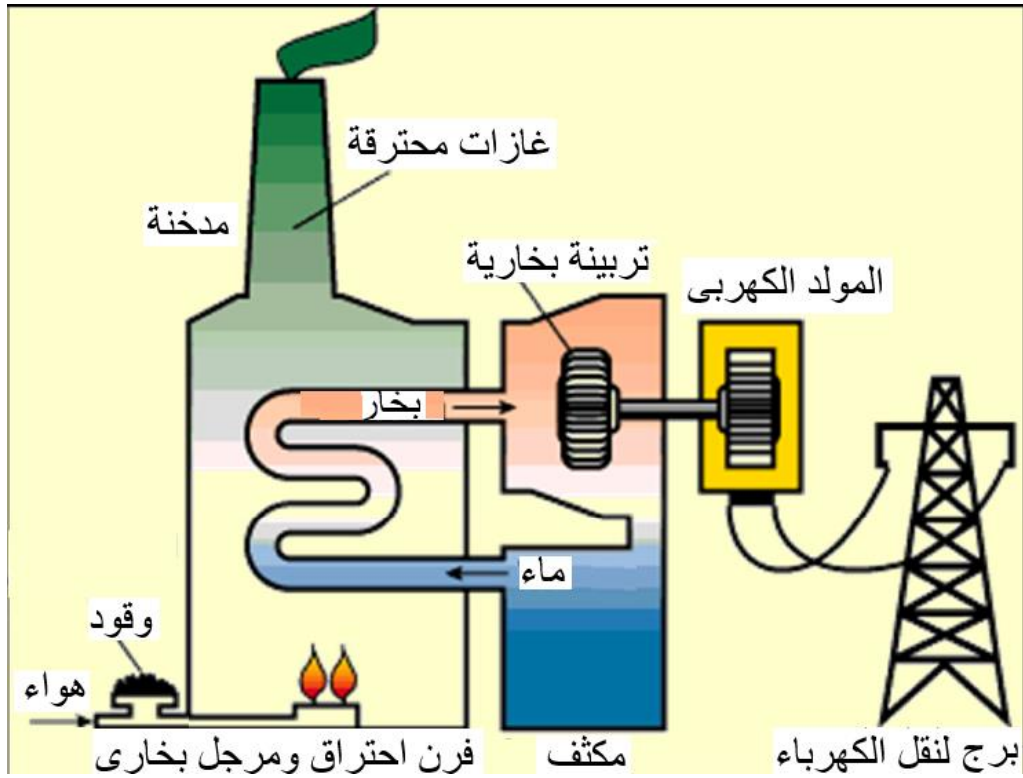 غازات محترقة
مدخنة
تربينة بخارية
المولد الكهربى
بخار
ماء
وقود
هواء
فرن احتراق ومرجل بخارى
مكثف
برج لنقل الكهرباء